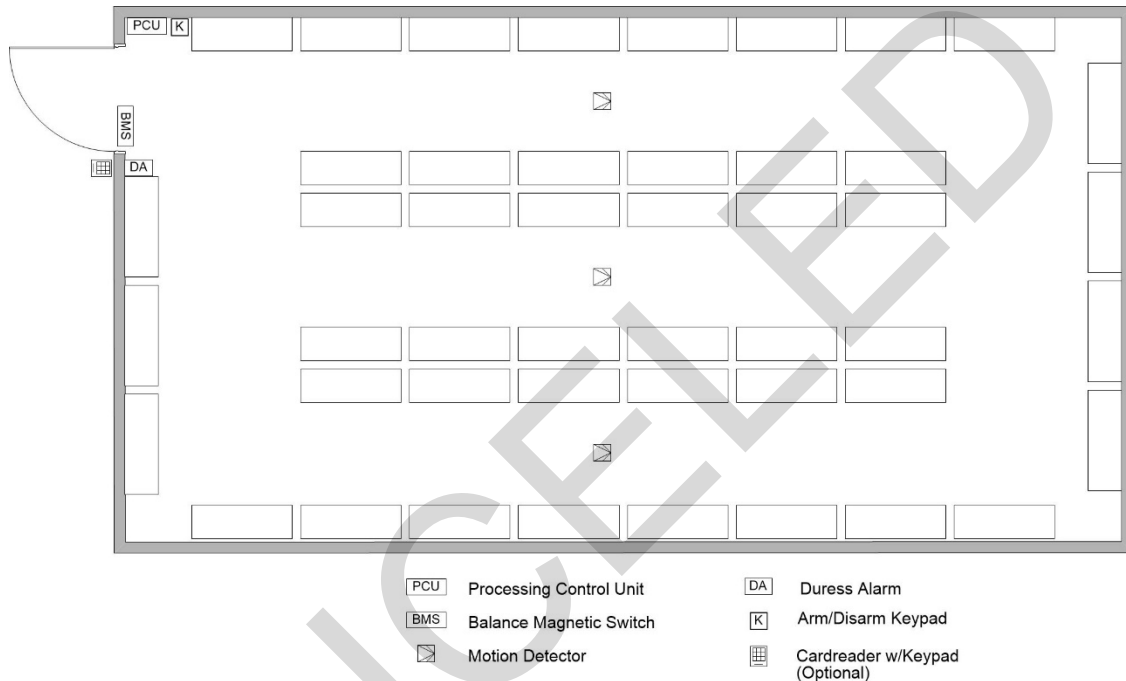 PCU K
BMS
DA
PCU Processing Control Unit
BMS Balance Magnetic Switch
Motion Detector
DA Duress Alarm
K Arm/Disarm Keypad
Cardreader w/Keypad
(Optional)
NCELED